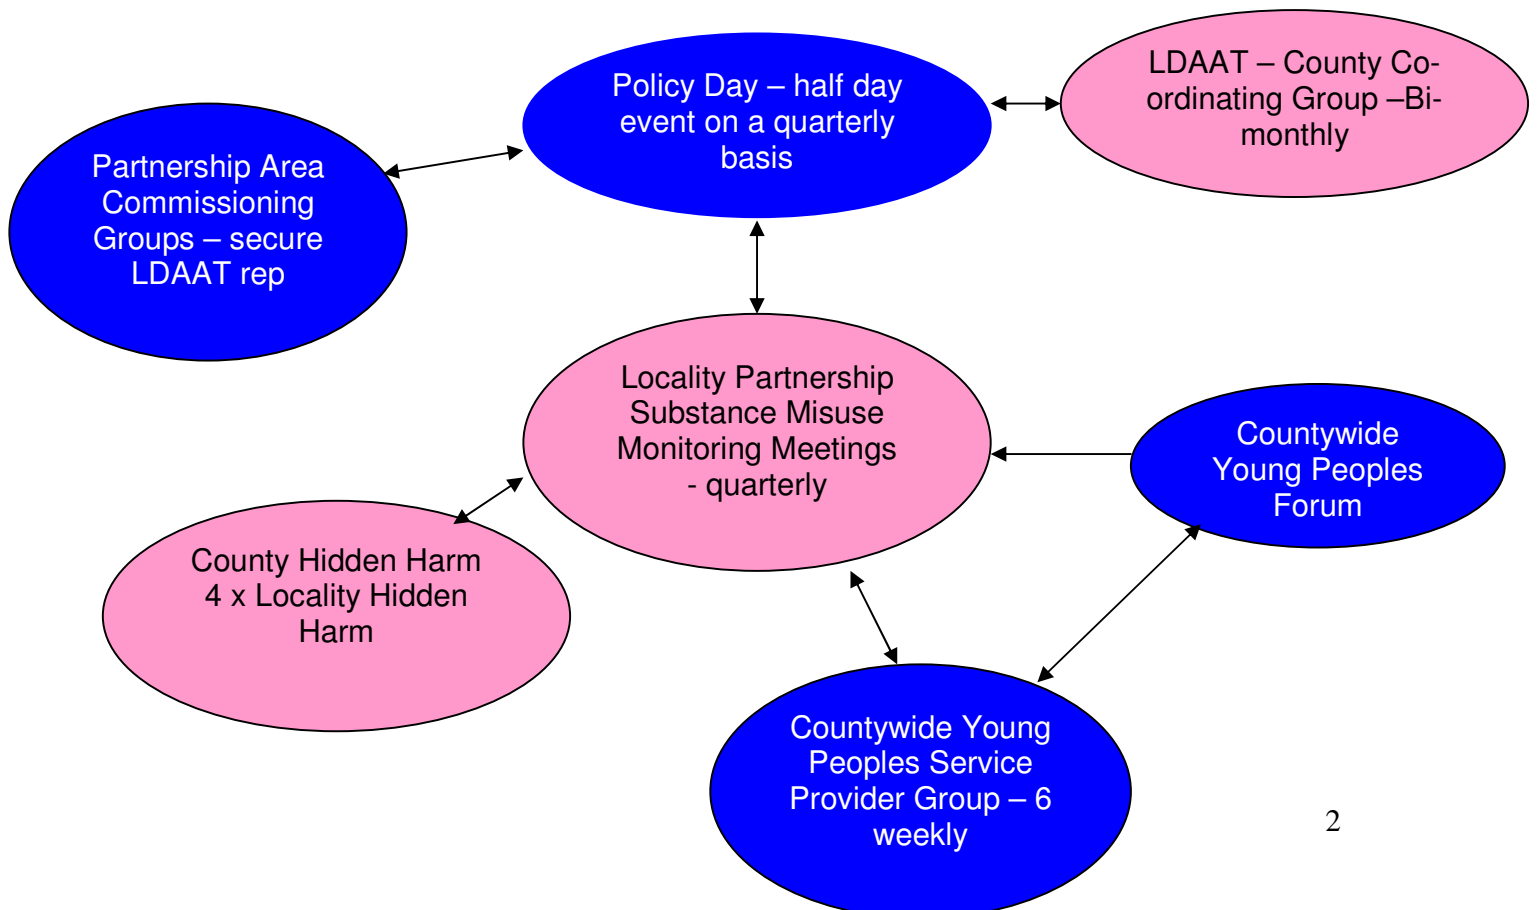 Policy Day – half day
event on a quarterly
basis
LDAAT – County Co-
ordinating Group –Bi-
monthly
Partnership Area
Commissioning
Groups – secure
LDAAT rep
Locality Partnership
Substance Misuse
Monitoring Meetings
- quarterly
Countywide
Young Peoples
Forum
County Hidden Harm
4 x Locality Hidden
Harm
Countywide Young
Peoples Service
Provider Group – 6
weekly
2